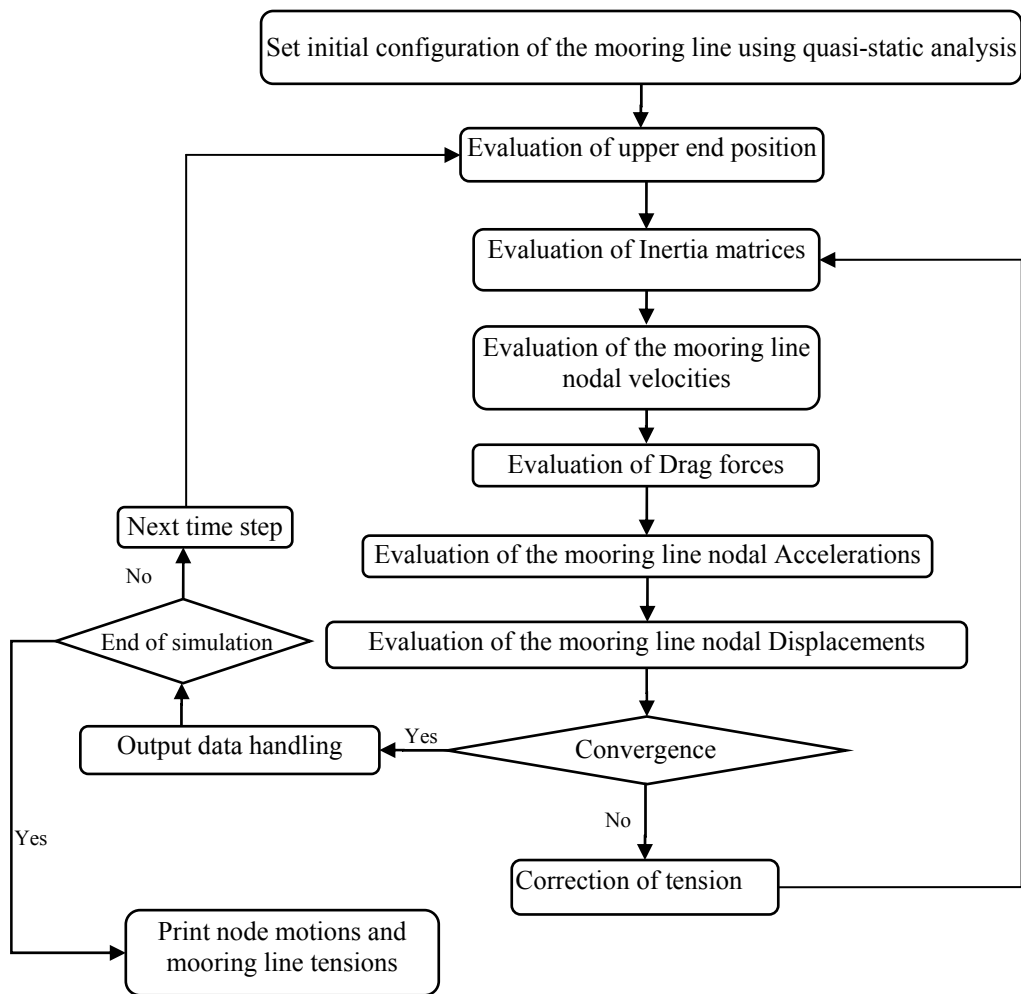 Set initial configuration of the mooring line using quasi-static analysis
Evaluation of upper end position
Evaluation of Inertia matrices
Evaluation of the mooring line
nodal velocities
Evaluation of Drag forces
Next time step
Evaluation of the mooring line nodal Accelerations
No
End of simulation
Evaluation of the mooring line nodal Displacements
Output data handling
Yes
Convergence
No
Yes
Correction of tension
Print node motions and
mooring line tensions